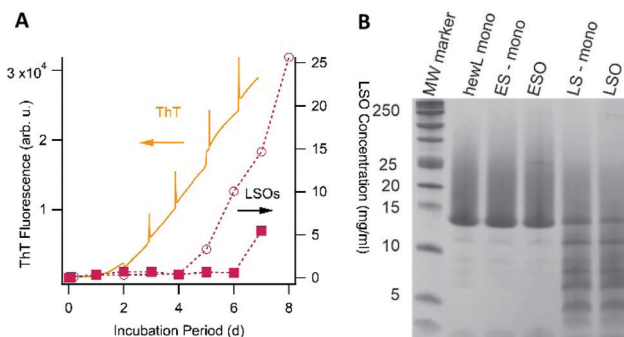 A
ThT Fluorescence (arb. u.)
3 x10⁴
2
1
ThT
LSOs
25
20
15
10
5
0
LSO Concentration (mg/ml)
0
2
4
6
8
Incubation Period (d)
B
MW marker
hewL mono
ES - mono
ESO
LS - mono
LSO
250
25
20
15
10
5